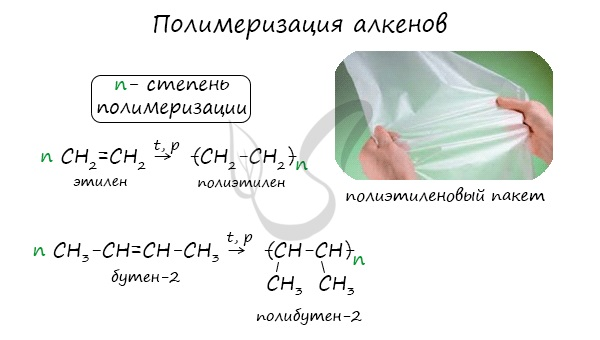 Полимеризация алкенов
n- степень
полимеризации
n CH₂=CH₂ t, p → (CH₂-CH₂)n
этилен полиэтилен
полиэтиленовый пакет
n CH₃-CH=CH-CH₃ t, p → (CH-CH)n
CH₃ CH₃
бутен-2
полибутен-2